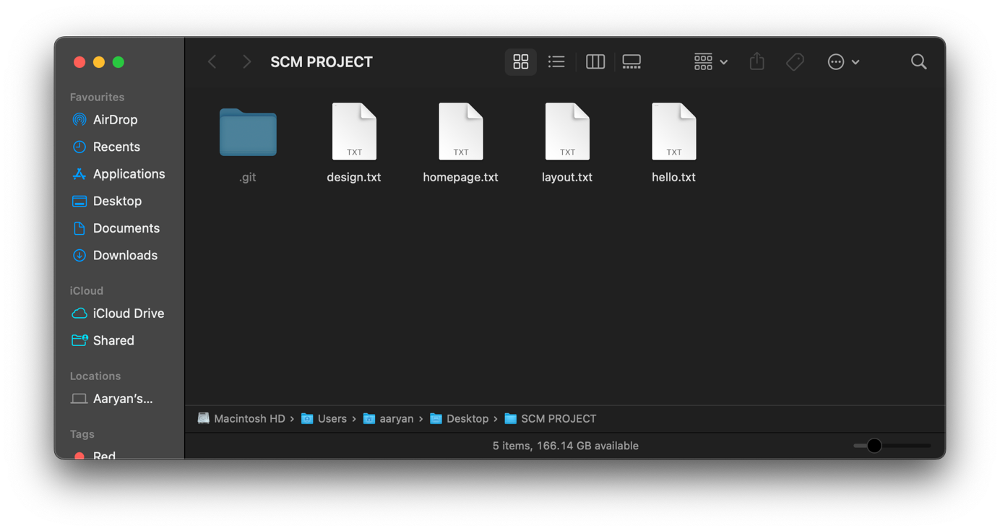 SCM PROJECT
Favourites
AirDrop
Recents
Applications
Desktop
Documents
Downloads
iCloud
iCloud Drive
Shared
Locations
Aaryan's...
Tags
Red
TXT TXT TXT TXT
.git design.txt homepage.txt layout.txt hello.txt
Macintosh HD › Users › aaryan › Desktop › SCM PROJECT
5 items, 166.14 GB available